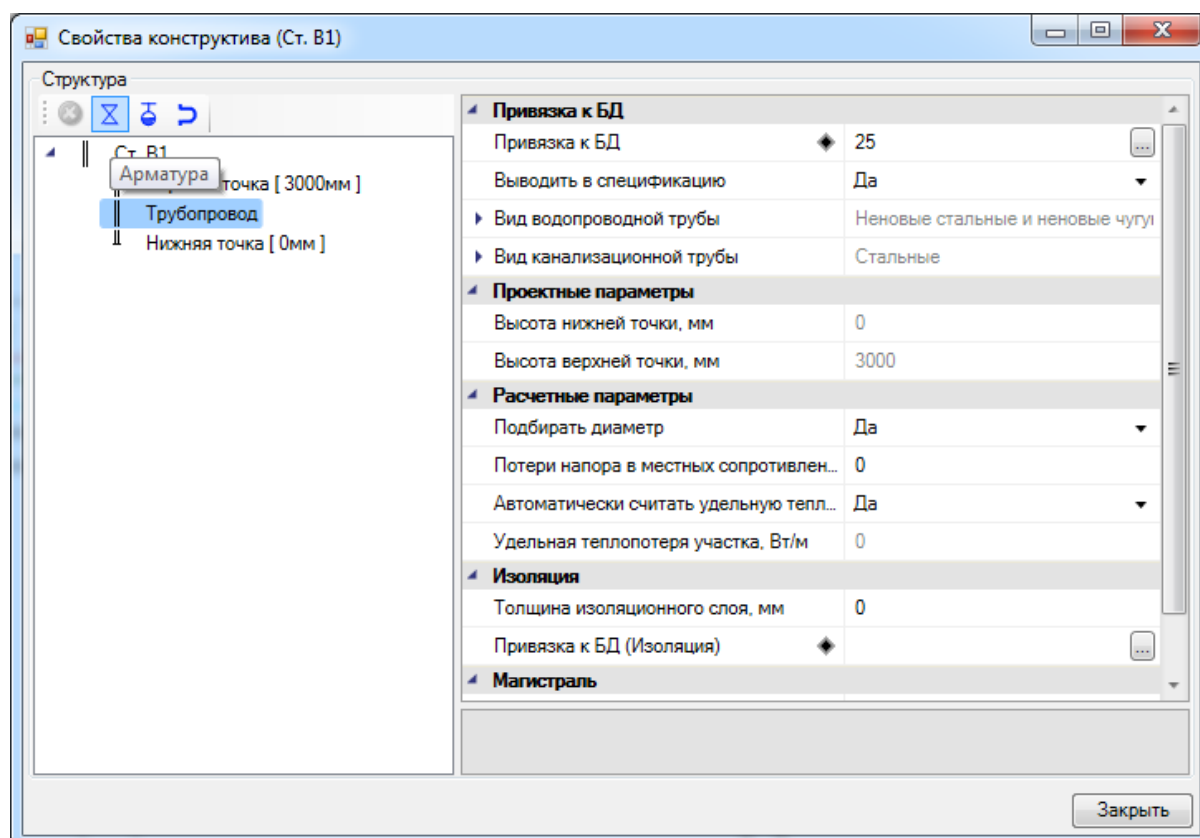 Свойства конструктива (Ст. В1)
Структура
Ст. В1
Арматура
точка [ 3000мм ]
Трубопровод
Нижняя точка [ 0мм ]
Привязка к БД
Привязка к БД 25 ...
Выводить в спецификацию Да
Вид водопроводной трубы Неновые стальные и неновые чугу
Вид канализационной трубы Стальные
Проектные параметры
Высота нижней точки, мм 0
Высота верхней точки, мм 3000
Расчетные параметры
Подбирать диаметр Да
Потери напора в местных сопротивлен... 0
Автоматически считать удельную тепл... Да
Удельная теплопотеря участка, Вт/м 0
Изоляция
Толщина изоляционного слоя, мм 0
Привязка к БД (Изоляция) ...
Магистраль
Закрыть